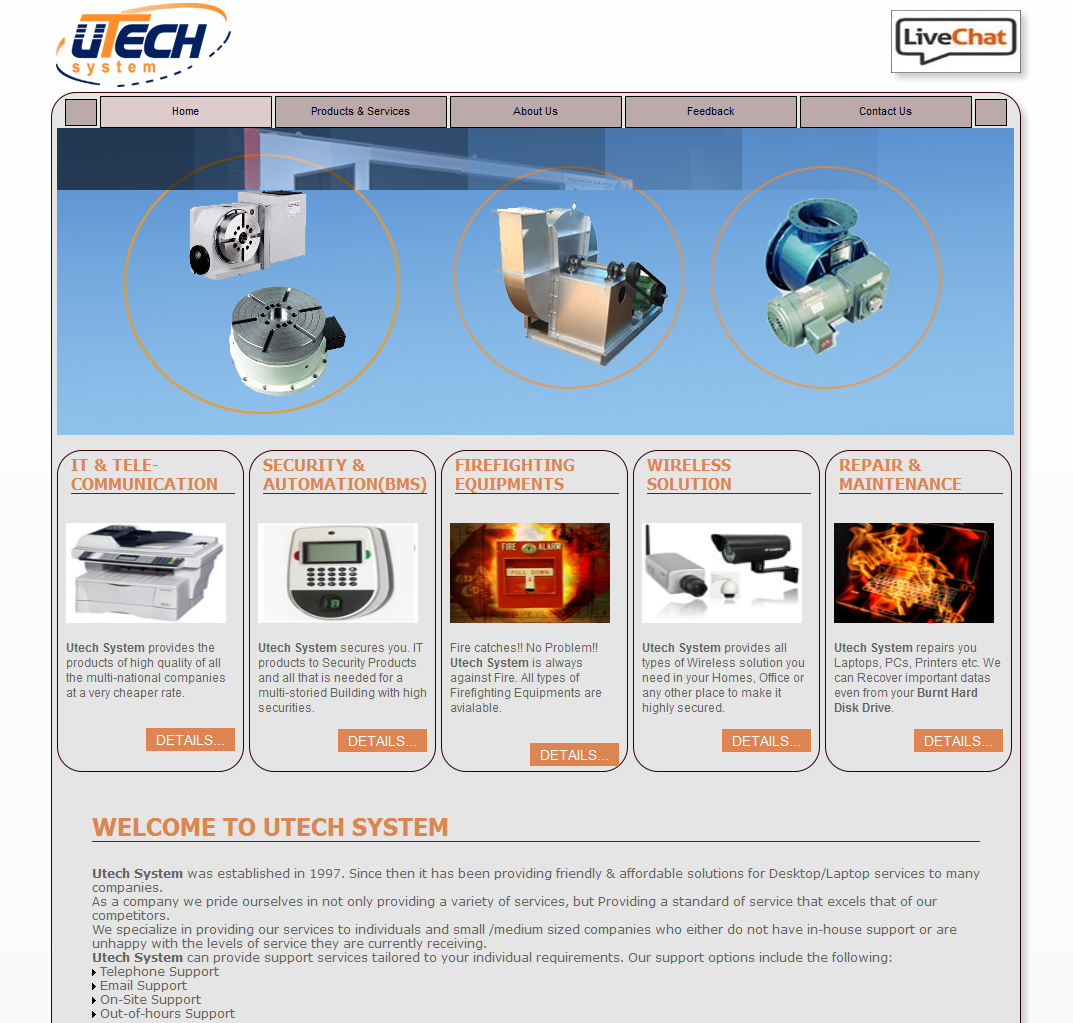 UTECH
system
LiveChat
Home
Products & Services
About Us
Feedback
Contact Us
IT & TELE-
COMMUNICATION
Utech System provides the
products of high quality of all
the multi-national companies
at a very cheaper rate.
DETAILS...
SECURITY &
AUTOMATION(BMS)
Utech System secures you. IT
products to Security Products
and all that is needed for a
multi-storied Building with high
securities.
DETAILS...
FIREFIGHTING
EQUIPMENTS
FIRE ALARM
PULL DOWN
Fire catches!! No Problem!!
Utech System is always
against Fire. All types of
Firefighting Equipments are
avialable.
DETAILS...
WIRELESS
SOLUTION
Utech System provides all
types of Wireless solution you
need in your Homes, Office or
any other place to make it
highly secured.
DETAILS...
REPAIR &
MAINTENANCE
Utech System repairs you
Laptops, PCs, Printers etc. We
can Recover important datas
even from your Burnt Hard
Disk Drive.
DETAILS...
WELCOME TO UTECH SYSTEM
Utech System was established in 1997. Since then it has been providing friendly & affordable solutions for Desktop/Laptop services to many
companies.
As a company we pride ourselves in not only providing a variety of services, but Providing a standard of service that excels that of our
competitors.
We specialize in providing our services to individuals and small /medium sized companies who either do not have in-house support or are
unhappy with the levels of service they are currently receiving.
Utech System can provide support services tailored to your individual requirements. Our support options include the following:
Telephone Support
Email Support
On-Site Support
Out-of-hours Support